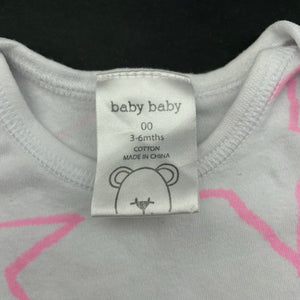 baby baby
00
3-6mths
COTTON
MADE IN CHINA